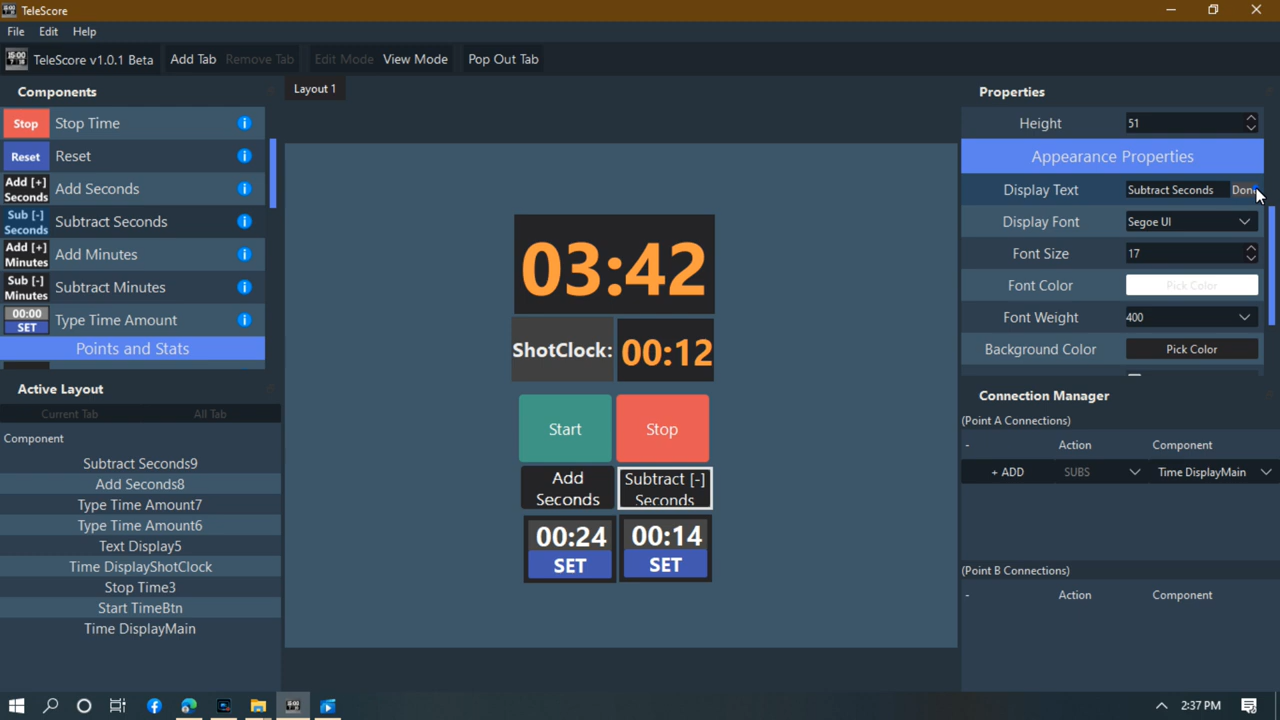 TeleScore
File Edit Help
TeleScore v1.0.1 Beta Add Tab Remove Tab Edit Mode View Mode Pop Out Tab
Components
Stop Stop Time
Reset Reset
Add [+] Seconds Add Seconds
Sub [-] Seconds Subtract Seconds
Add [+] Minutes Add Minutes
Sub [-] Minutes Subtract Minutes
00:00 SET Type Time Amount
Points and Stats
Active Layout
Current Tab All Tab
Component
Subtract Seconds9
Add Seconds8
Type Time Amount7
Type Time Amount6
Text Display5
Time DisplayShotClock
Stop Time3
Start TimeBtn
Time DisplayMain
Layout 1
03:42
ShotClock: 00:12
Start Stop
Add
Seconds
Subtract [-]
Seconds
00:24 00:14
SET SET
Properties
Height 51
Appearance Properties
Display Text Subtract Seconds Done
Display Font Segoe UI
Font Size 17
Font Color Pick Color
Font Weight 400
Background Color Pick Color
Connection Manager
(Point A Connections)
- Action Component
+ ADD SUBS Time DisplayMain
(Point B Connections)
- Action Component
2:37 PM